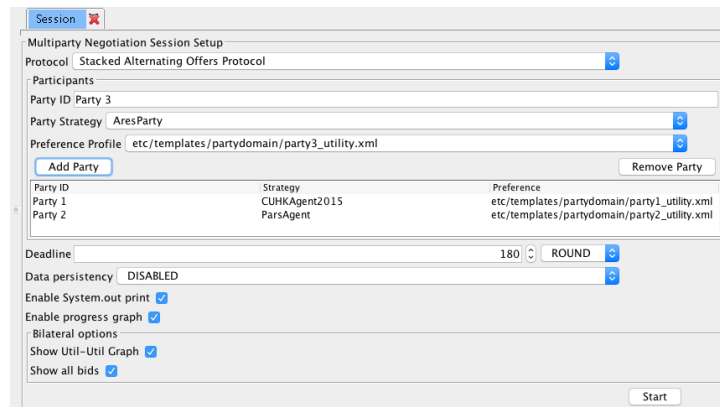 Session
Multiparty Negotiation Session Setup
Protocol Stacked Alternating Offers Protocol
Participants
Party ID Party 3
Party Strategy AresParty
Preference Profile etc/templates/partydomain/party3_utility.xml
Add Party Remove Party
Party ID Strategy Preference
Party 1 CUHKAgent2015 etc/templates/partydomain/party1_utility.xml
Party 2 ParsAgent etc/templates/partydomain/party2_utility.xml
Deadline 180 ROUND
Data persistency DISABLED
Enable System.out print
Enable progress graph
Bilateral options
Show Util-Util Graph
Show all bids
Start